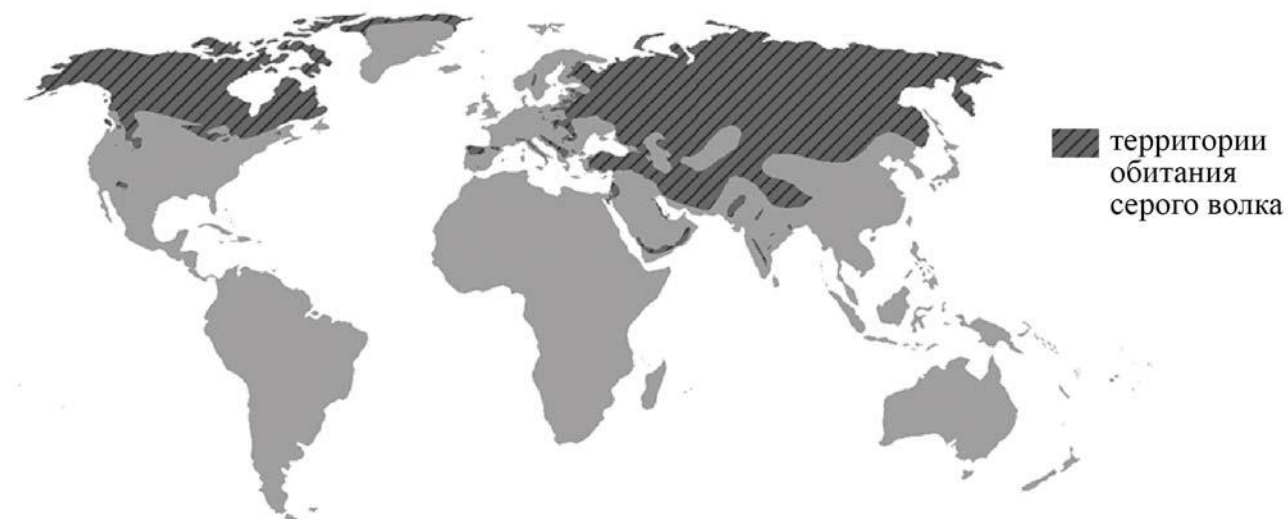 территории
обитания
серого волка